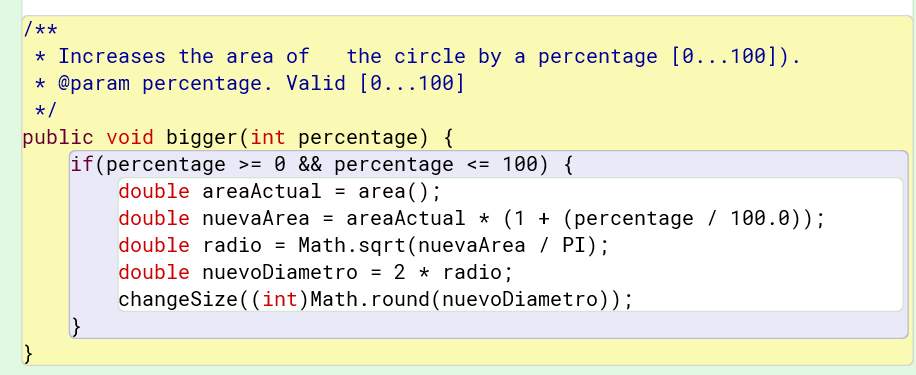 /**
 * Increases the area of   the circle by a percentage [0...100]).
 * @param percentage. Valid [0...100]
 */
public void bigger(int percentage) {
    if(percentage >= 0 && percentage <= 100) {
        double areaActual = area();
        double nuevaArea = areaActual * (1 + (percentage / 100.0));
        double radio = Math.sqrt(nuevaArea / PI);
        double nuevoDiametro = 2 * radio;
        changeSize((int)Math.round(nuevoDiametro));
    }
}